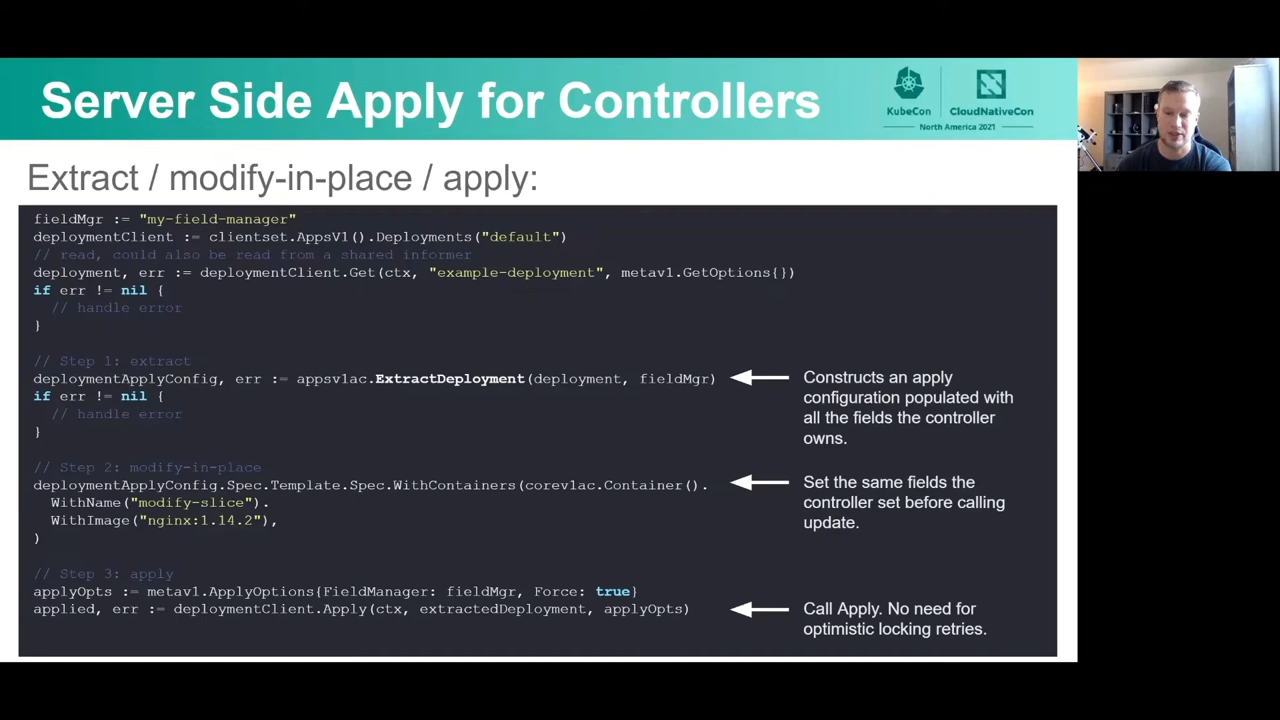 Server Side Apply for Controllers
KubeCon
CloudNativeCon
North America 2021
Extract / modify-in-place / apply:
fieldMgr := "my-field-manager"
deploymentClient := clientset.AppsV1().Deployments("default")
// read, could also be read from a shared informer
deployment, err := deploymentClient.Get(ctx, "example-deployment", metav1.GetOptions{})
if err != nil {
// handle error
}
// Step 1: extract
deploymentApplyConfig, err := appsv1ac.ExtractDeployment(deployment, fieldMgr)
if err != nil {
// handle error
}
Constructs an apply
configuration populated with
all the fields the controller
owns.
// Step 2: modify-in-place
deploymentApplyConfig.Spec.Template.Spec.WithContainers(corev1ac.Container().
WithName("modify-slice").
WithImage("nginx:1.14.2"),
)
Set the same fields the
controller set before calling
update.
// Step 3: apply
applyOpts := metav1.ApplyOptions{FieldManager: fieldMgr, Force: true}
applied, err := deploymentClient.Apply(ctx, extractedDeployment, applyOpts)
Call Apply. No need for
optimistic locking retries.